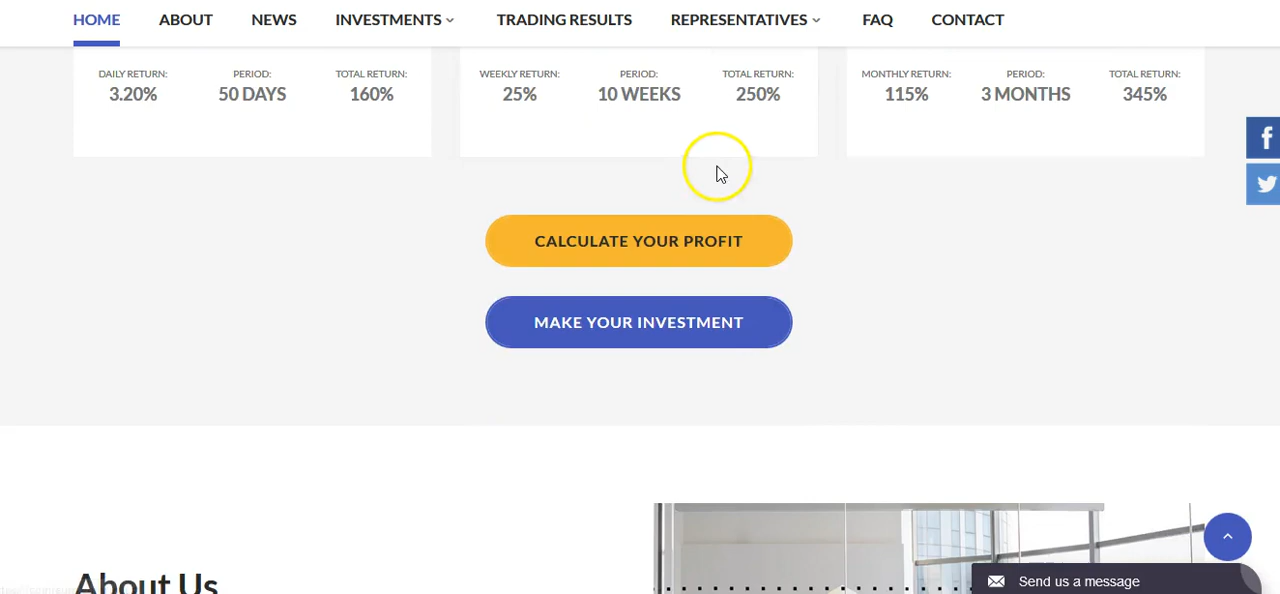 HOME ABOUT NEWS INVESTMENTS TRADING RESULTS REPRESENTATIVES FAQ CONTACT
DAILY RETURN: PERIOD: TOTAL RETURN: WEEKLY RETURN: PERIOD: TOTAL RETURN: MONTHLY RETURN: PERIOD: TOTAL RETURN:
3.20% 50 DAYS 160% 25% 10 WEEKS 250% 115% 3 MONTHS 345%
CALCULATE YOUR PROFIT
MAKE YOUR INVESTMENT
About Us
Send us a message